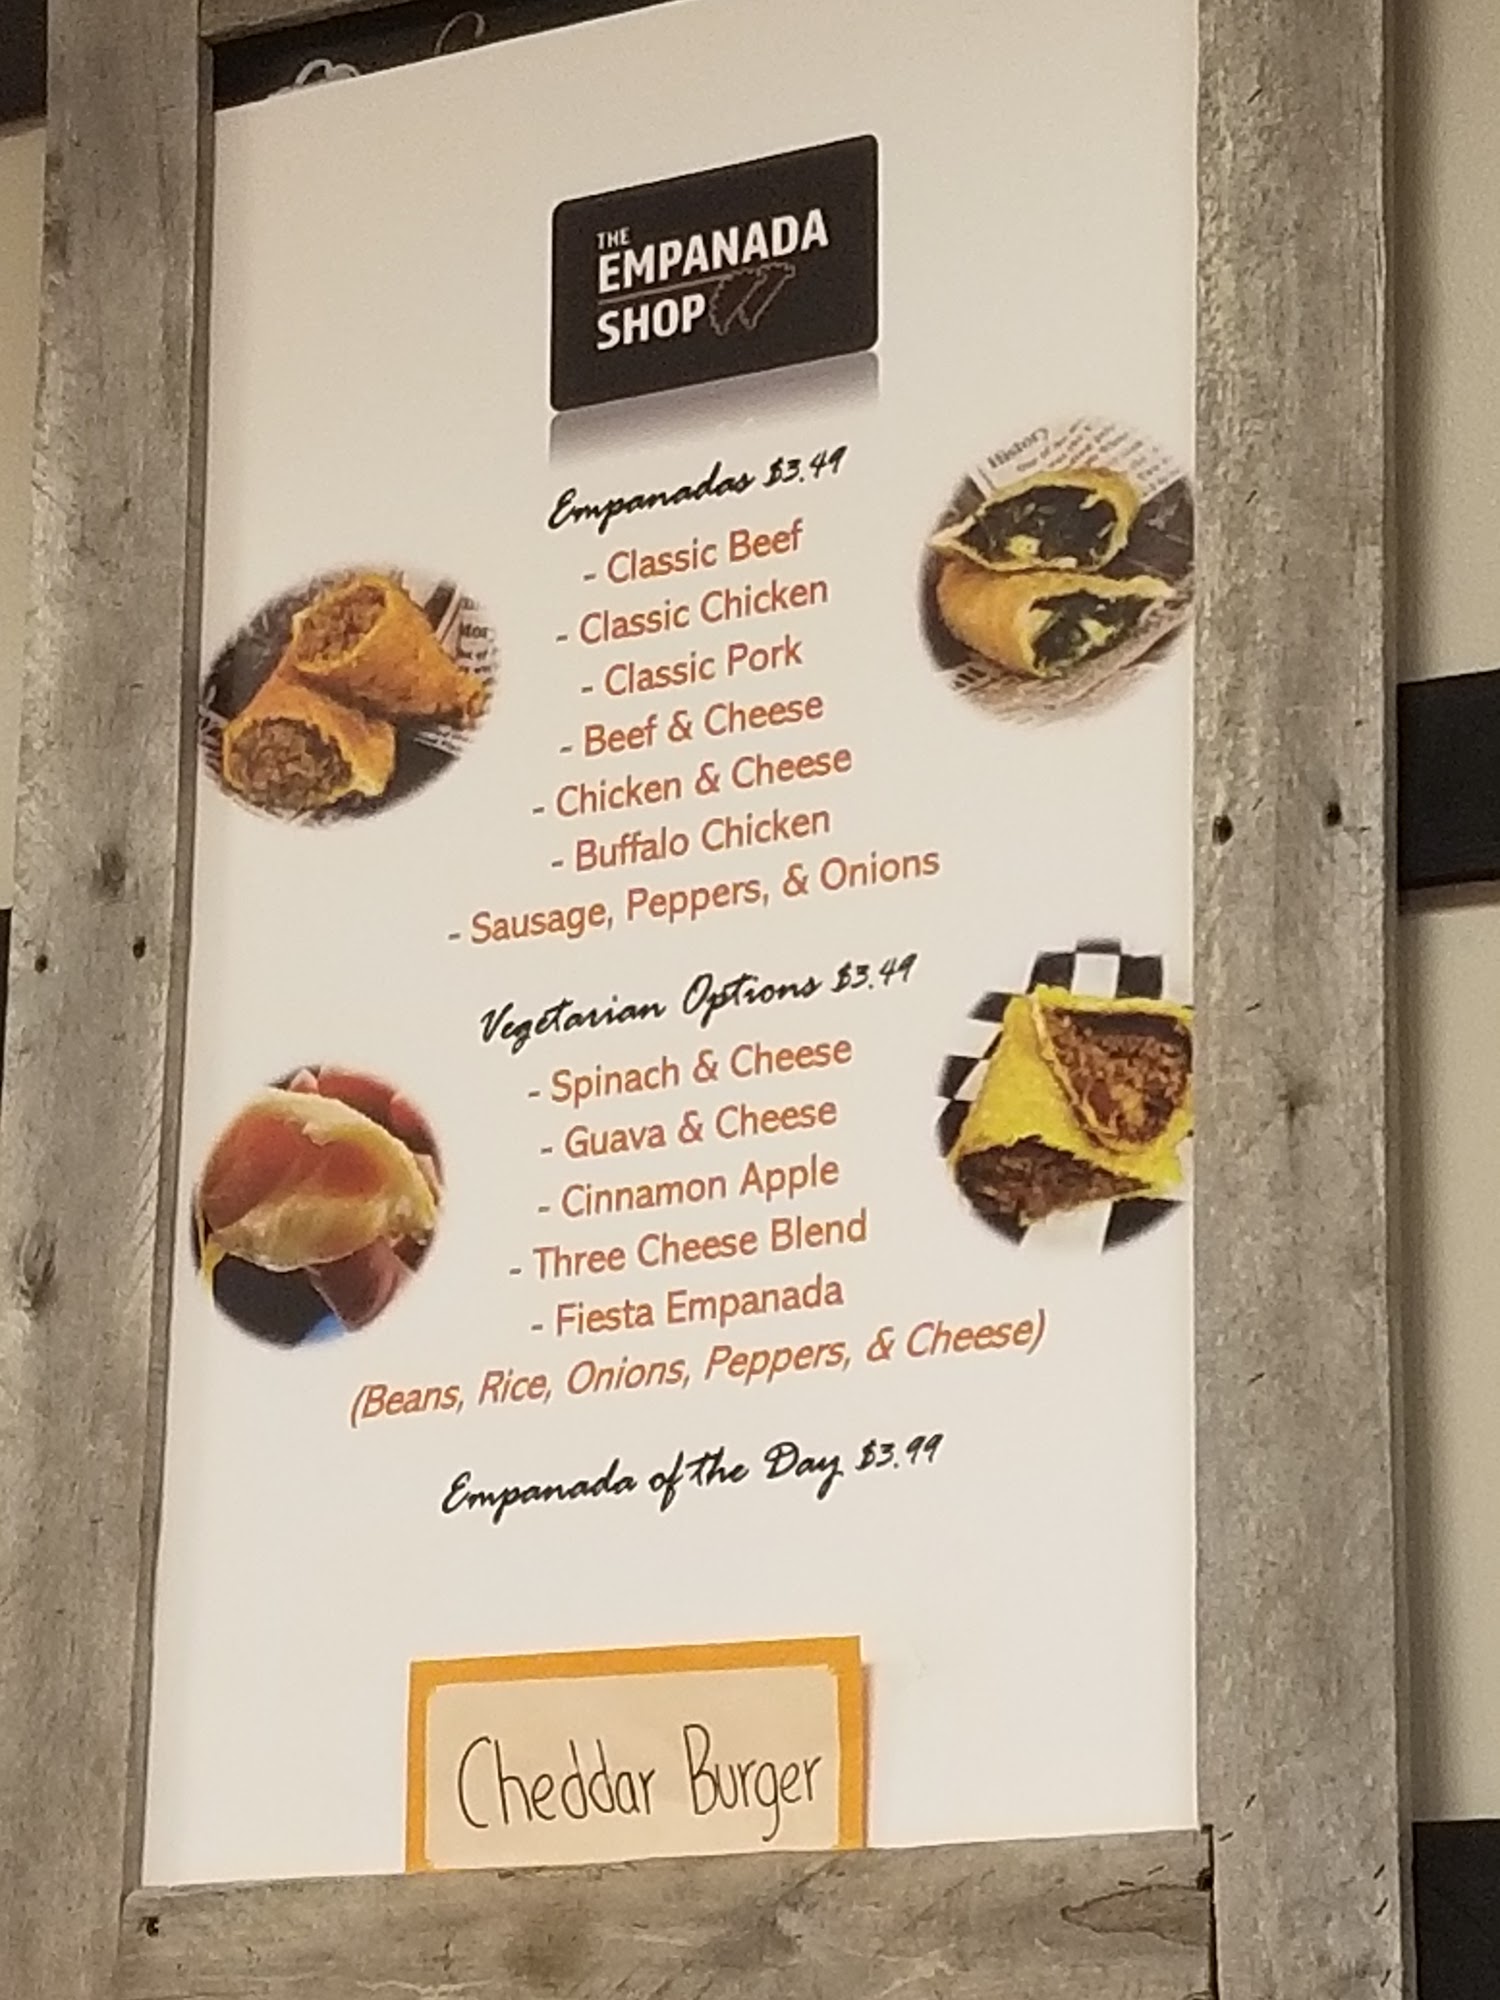 THE
EMPANADA
SHOP
Empanadas $3.49
- Classic Beef
- Classic Chicken
- Classic Pork
- Beef & Cheese
- Chicken & Cheese
- Buffalo Chicken
- Sausage, Peppers, & Onions
Vegetarian Options $3.49
- Spinach & Cheese
- Guava & Cheese
- Cinnamon Apple
- Three Cheese Blend
- Fiesta Empanada
(Beans, Rice, Onions, Peppers, & Cheese)
Empanada of the Day $3.99
Cheddar Burger
History